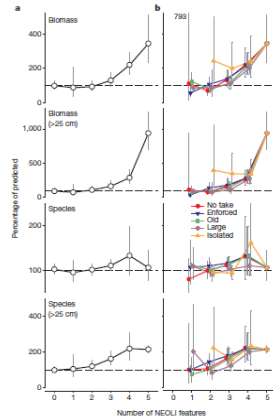 a
b
Biomass
793
400
200
0
Biomass
(>25 cm)
1,000
500
0
Percentage of predicted
Species
200
100
No take
Enforced
Old
Large
Isolated
Species
(>25 cm)
400
200
0
0 1 2 3 4 5
0 1 2 3 4 5
Number of NEOLI features